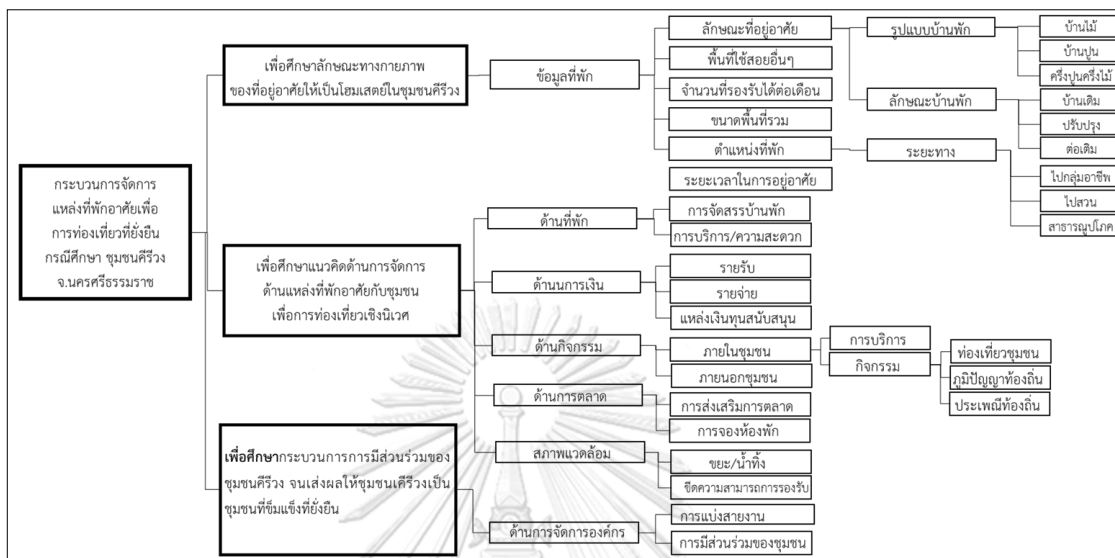 กระบวนการจัดการ
แหล่งที่พักอาศัยเพื่อ
การท่องเที่ยวที่ยั่งยืน
กรณีศึกษา ชุมชนคีรีวง
จ.นครศรีธรรมราช
เพื่อศึกษาลักษณะทางกายภาพ
ของที่อยู่อาศัยให้เป็นโฮมเสตย์ในชุมชนคีรีวง
ข้อมูลที่พัก
ลักษณะที่อยู่อาศัย
พื้นที่ใช้สอยอื่นๆ
จำนวนที่รองรับได้ต่อเดือน
ขนาดพื้นที่รวม
ตำแหน่งที่พัก
ระยะเวลาในการอยู่อาศัย
รูปแบบบ้านพัก
บ้านไม้
บ้านปูน
ครึ่งปูนครึ่งไม้
ลักษณะบ้านพัก
บ้านเดิม
ปรับปรุง
ต่อเติม
ระยะทาง
ไปกลุ่มอาชีพ
ไปสวน
สาธารณูปโภค
เพื่อศึกษาแนวคิดด้านการจัดการ
ด้านแหล่งที่พักอาศัยกับชุมชน
เพื่อการท่องเที่ยวเชิงนิเวศ
ด้านที่พัก
การจัดสรรบ้านพัก
การบริการ/ความสะดวก
ด้านนการเงิน
รายรับ
รายจ่าย
แหล่งเงินทุนสนับสนุน
ด้านกิจกรรม
ภายในชุมชน
ภายนอกชุมชน
การบริการ
กิจกรรม
ท่องเที่ยวชุมชน
ภูมิปัญญาท้องถิ่น
ประเพณีท้องถิ่น
ด้านการตลาด
การส่งเสริมการตลาด
การจองห้องพัก
สภาพแวดล้อม
ขยะ/น้ำทิ้ง
ขีดความสามารถการรองรับ
เพื่อศึกษากระบวนการการมีส่วนร่วมของ
ชุมชนคีรีวง จนเส่งผลให้ชุมชนเคีรีวงเป็น
ชุมชนที่ข็มแข็งที่ยั่งยืน
ด้านการจัดการองค์กร
การแบ่งสายงาน
การมีส่วนร่วมของชุมชน